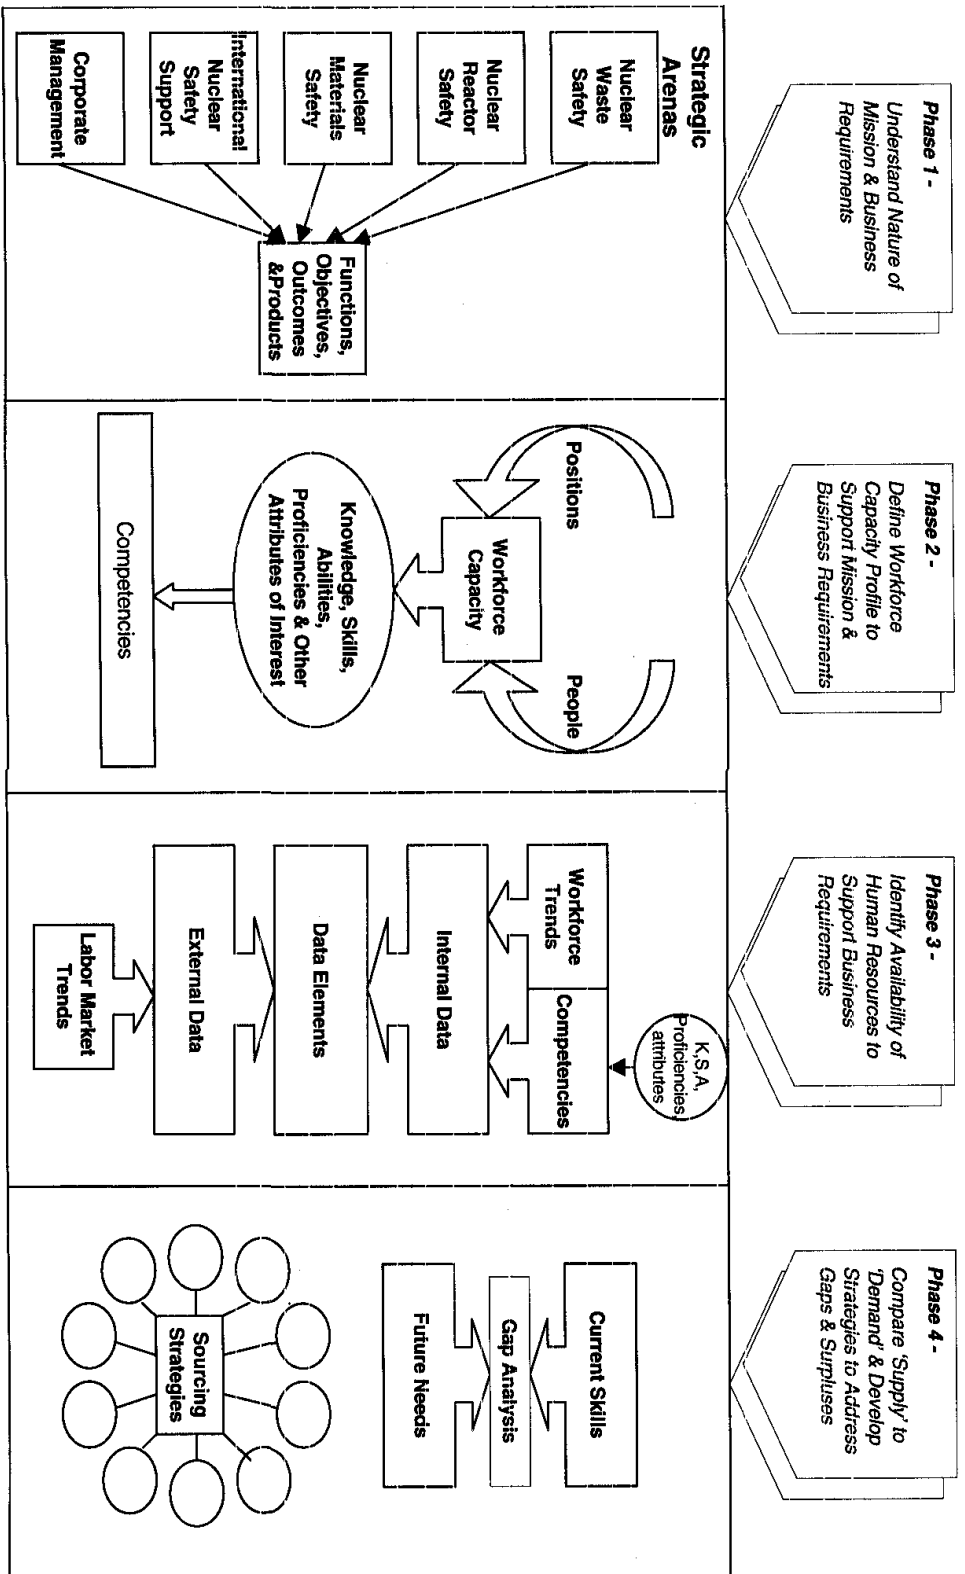 Phase 1 -
Understand Nature of
Mission & Business
Requirements
Strategic
Arenas
Nuclear
Waste
Safety
Nuclear
Reactor
Safety
Nuclear
Materials
Safety
International
Nuclear
Safety
Support
Corporate
Management
Functions,
Objectives,
Outcomes
&Products
Phase 2 -
Define Workforce
Capacity Profile to
Support Mission &
Business Requirements
Positions
People
Workforce
Capacity
Knowledge, Skills,
Abilities,
Proficiencies & Other
Attributes of Interest
Competencies
Phase 3 -
Identify Availability of
Human Resources to
Support Business
Requirements
K,S,A,
Proficiencies,
attributes
Workforce
Trends
Competencies
Internal Data
Data Elements
External Data
Labor Market
Trends
Phase 4 -
Compare 'Supply' to
'Demand' & Develop
Strategies to Address
Gaps & Surpluses
Current Skills
Gap Analysis
Future Needs
Sourcing
Strategies